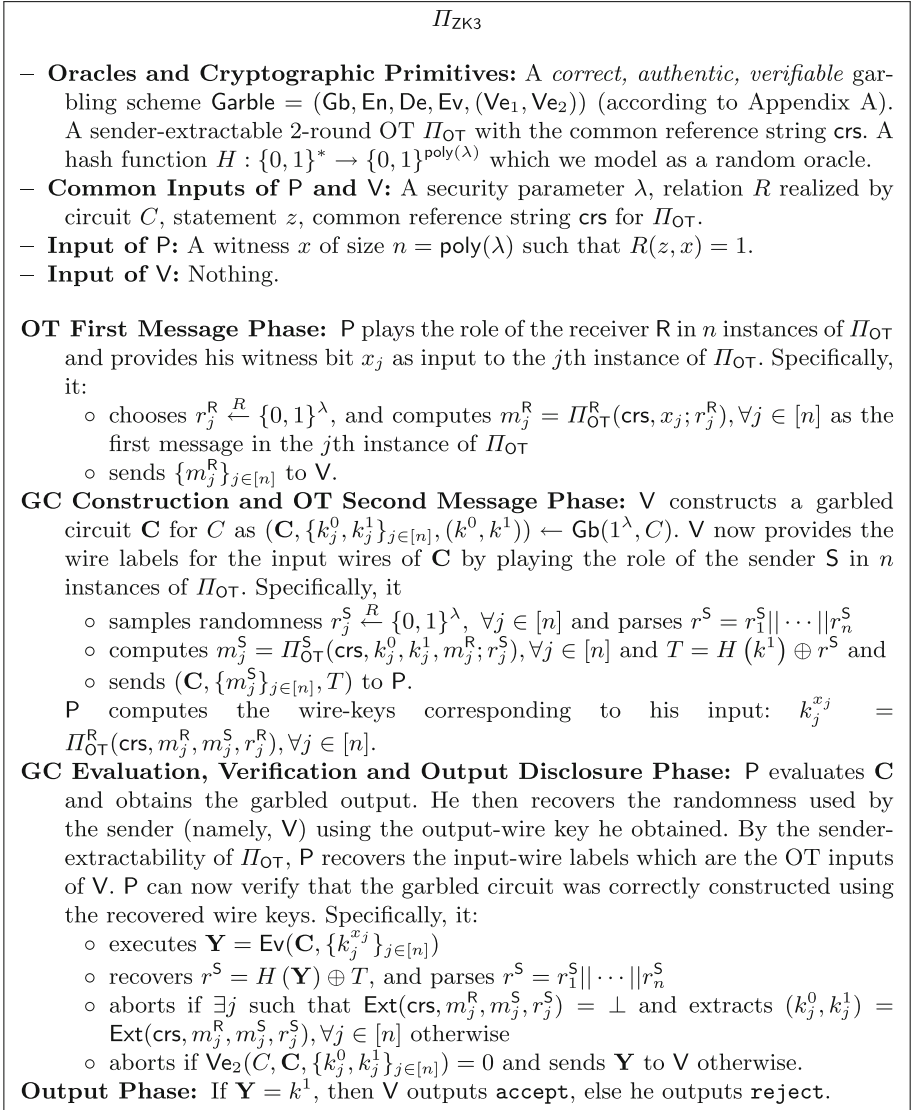 Π_ZK3
– Oracles and Cryptographic Primitives: A correct, authentic, verifiable gar-
bling scheme Garble = (Gb, En, De, Ev, (Ve₁, Ve₂)) (according to Appendix A).
A sender-extractable 2-round OT Π_OT with the common reference string crs. A
hash function H : {0, 1}* → {0, 1}^poly(λ) which we model as a random oracle.
– Common Inputs of P and V: A security parameter λ, relation R realized by
circuit C, statement z, common reference string crs for Π_OT.
– Input of P: A witness x of size n = poly(λ) such that R(z, x) = 1.
– Input of V: Nothing.
OT First Message Phase: P plays the role of the receiver R in n instances of Π_OT
and provides his witness bit x_j as input to the jth instance of Π_OT. Specifically,
it:
◦ chooses r_j^R ←^R {0, 1}^λ, and computes m_j^R = Π_OT^R(crs, x_j; r_j^R), ∀j ∈ [n] as the
first message in the jth instance of Π_OT
◦ sends {m_j^R}_{j∈[n]} to V.
GC Construction and OT Second Message Phase: V constructs a garbled
circuit C for C as (C, {k_j^0, k_j^1}_{j∈[n]}, (k^0, k^1)) ← Gb(1^λ, C). V now provides the
wire labels for the input wires of C by playing the role of the sender S in n
instances of Π_OT. Specifically, it
◦ samples randomness r_j^S ←^R {0, 1}^λ, ∀j ∈ [n] and parses r^S = r_1^S||···||r_n^S
◦ computes m_j^S = Π_OT^S(crs, k_j^0, k_j^1, m_j^R; r_j^S), ∀j ∈ [n] and T = H (k^1) ⊕ r^S and
◦ sends (C, {m_j^S}_{j∈[n]}, T) to P.
P computes the wire-keys corresponding to his input: k_j^{x_j} =
Π_OT^R(crs, m_j^R, m_j^S, r_j^R), ∀j ∈ [n].
GC Evaluation, Verification and Output Disclosure Phase: P evaluates C
and obtains the garbled output. He then recovers the randomness used by
the sender (namely, V) using the output-wire key he obtained. By the sender-
extractability of Π_OT, P recovers the input-wire labels which are the OT inputs
of V. P can now verify that the garbled circuit was correctly constructed using
the recovered wire keys. Specifically, it:
◦ executes Y = Ev(C, {k_j^{x_j}}_{j∈[n]})
◦ recovers r^S = H (Y) ⊕ T, and parses r^S = r_1^S||···||r_n^S
◦ aborts if ∃j such that Ext(crs, m_j^R, m_j^S, r_j^S) = ⊥ and extracts (k_j^0, k_j^1) =
Ext(crs, m_j^R, m_j^S, r_j^S), ∀j ∈ [n] otherwise
◦ aborts if Ve₂(C, C, {k_j^0, k_j^1}_{j∈[n]}) = 0 and sends Y to V otherwise.
Output Phase: If Y = k^1, then V outputs accept, else he outputs reject.